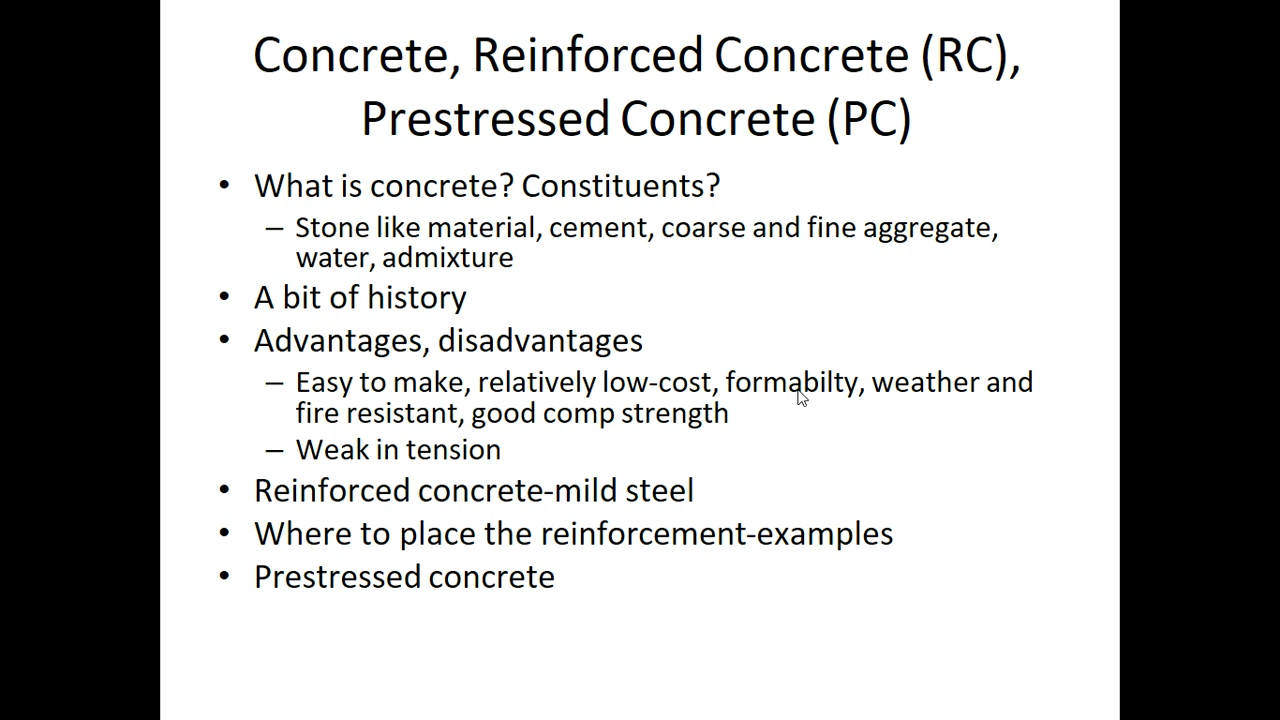 Concrete, Reinforced Concrete (RC),
Prestressed Concrete (PC)
• What is concrete? Constituents?
– Stone like material, cement, coarse and fine aggregate,
water, admixture
• A bit of history
• Advantages, disadvantages
– Easy to make, relatively low-cost, formabilty, weather and
fire resistant, good comp strength
– Weak in tension
• Reinforced concrete-mild steel
• Where to place the reinforcement-examples
• Prestressed concrete